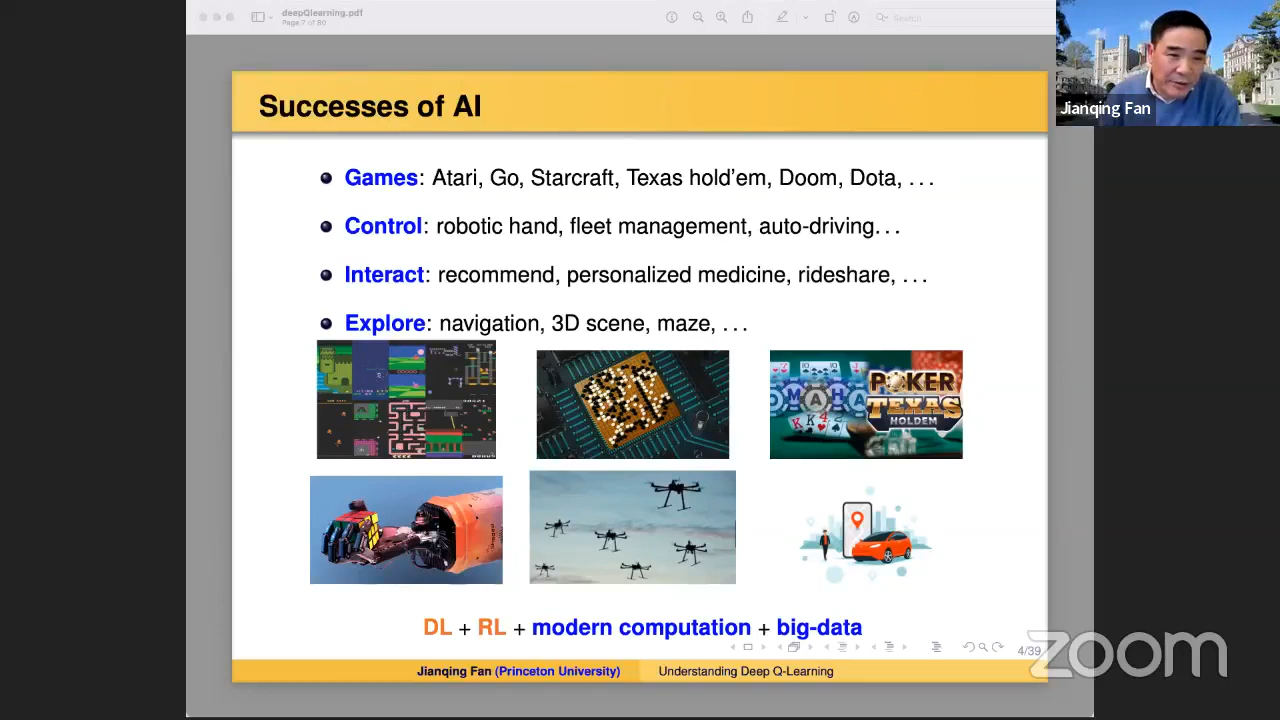 deepQlearning.pdf
Page 7 of 80
Search
Jianqing Fan
Successes of AI
Games: Atari, Go, Starcraft, Texas hold'em, Doom, Dota, . . .
Control: robotic hand, fleet management, auto-driving. . .
Interact: recommend, personalized medicine, rideshare, . . .
Explore: navigation, 3D scene, maze, . . .
POKER
TEXAS
HOLDEM
MAHA
DL + RL + modern computation + big-data
4/39
Jianqing Fan (Princeton University)
Understanding Deep Q-Learning
zoom